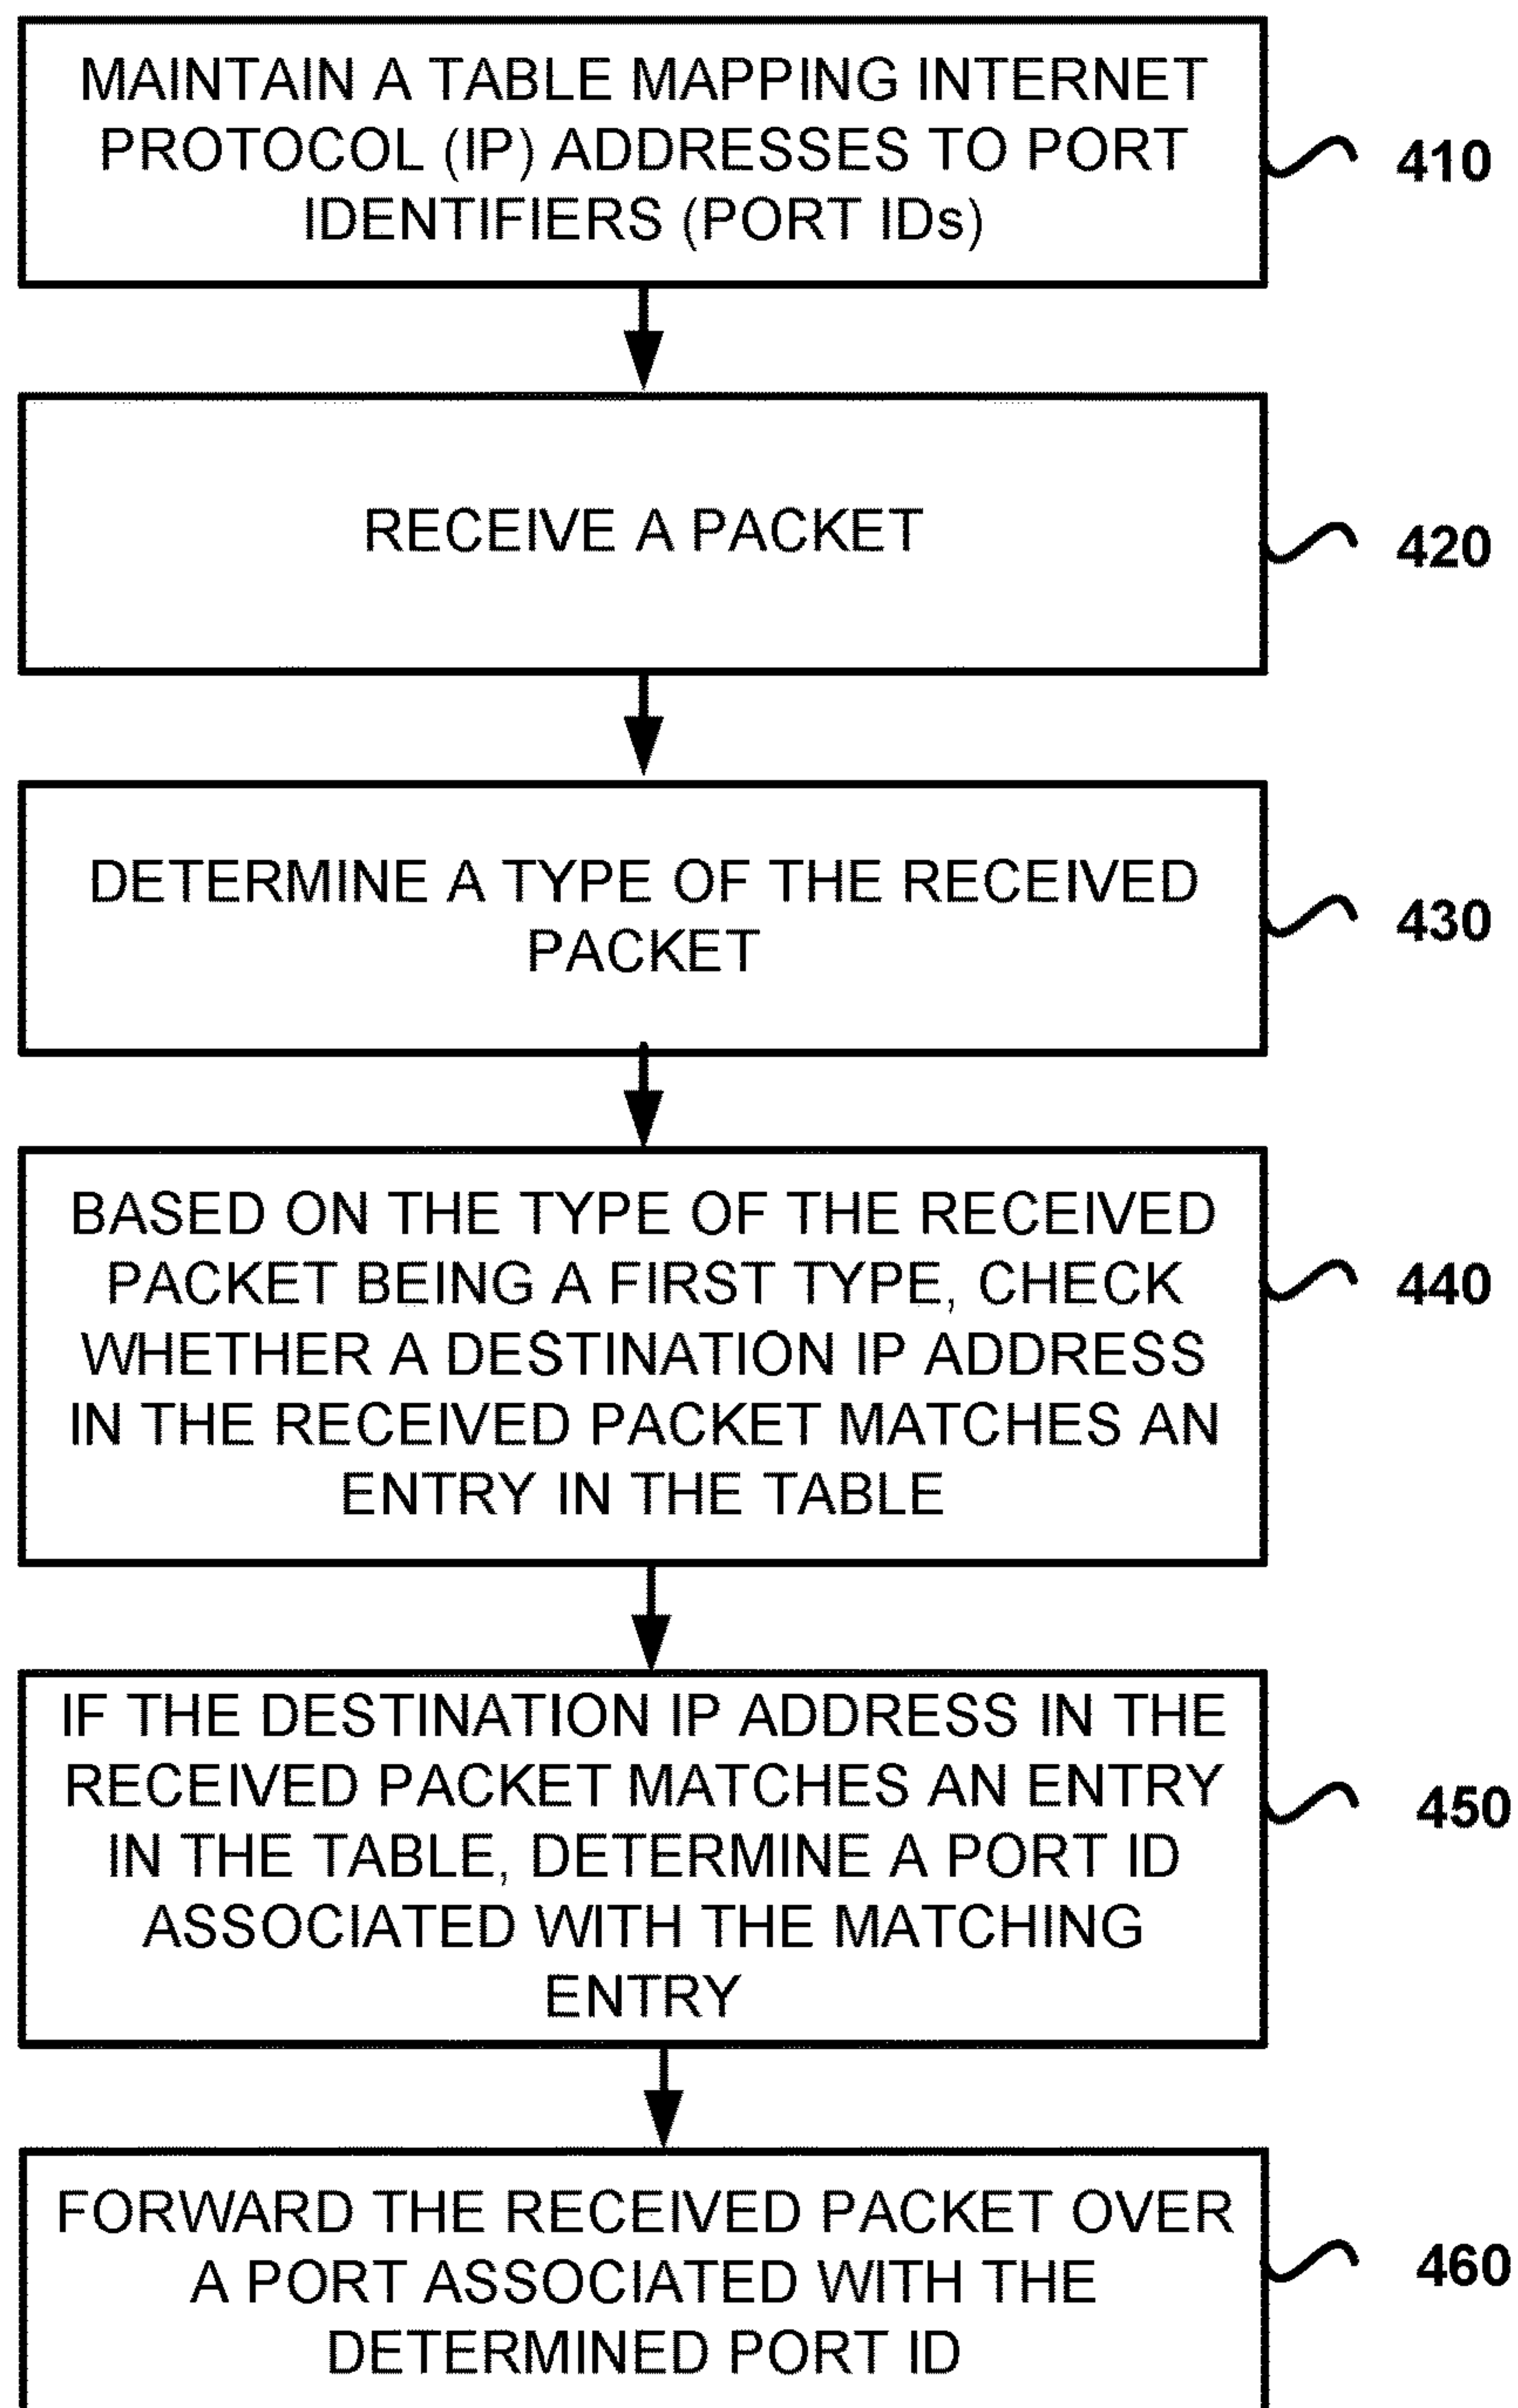 MAINTAIN A TABLE MAPPING INTERNET
PROTOCOL (IP) ADDRESSES TO PORT
IDENTIFIERS (PORT IDs)
410
RECEIVE A PACKET
420
DETERMINE A TYPE OF THE RECEIVED
PACKET
430
BASED ON THE TYPE OF THE RECEIVED
PACKET BEING A FIRST TYPE, CHECK
WHETHER A DESTINATION IP ADDRESS
IN THE RECEIVED PACKET MATCHES AN
ENTRY IN THE TABLE
440
IF THE DESTINATION IP ADDRESS IN THE
RECEIVED PACKET MATCHES AN ENTRY
IN THE TABLE, DETERMINE A PORT ID
ASSOCIATED WITH THE MATCHING
ENTRY
450
FORWARD THE RECEIVED PACKET OVER
A PORT ASSOCIATED WITH THE
DETERMINED PORT ID
460